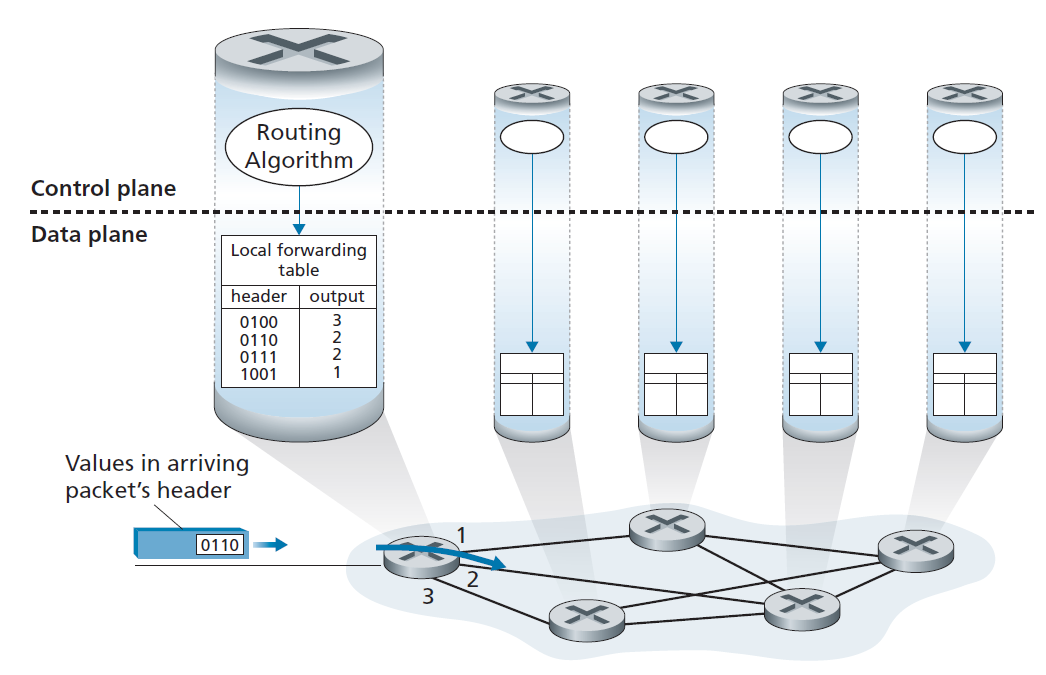 Routing
Algorithm
Control plane
Data plane
Local forwarding
table
header output
0100 3
0110 2
0111 2
1001 1
Values in arriving
packet’s header
0110
1
2
3